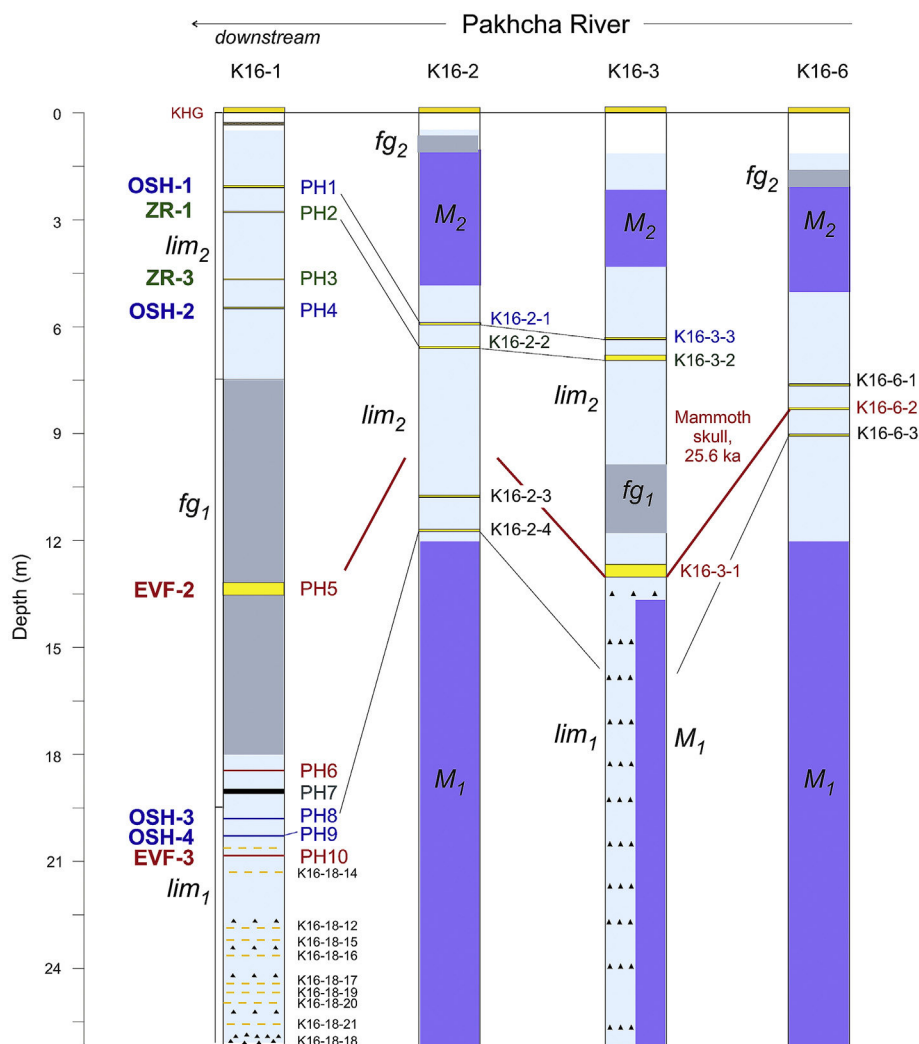 Pakhcha River
downstream
K16-1
K16-2
K16-3
K16-6
0
KHG
fg2
fg2
OSH-1
PH1
ZR-1
PH2
3
M2
M2
M2
lim2
ZR-3
PH3
OSH-2
PH4
K16-2-1
6
K16-2-2
K16-3-3
K16-3-2
K16-6-1
lim2
lim2
K16-6-2
Mammoth
skull,
25.6 ka
9
K16-6-3
fg1
fg1
K16-2-3
K16-2-4
12
Depth (m)
EVF-2
PH5
K16-3-1
15
lim1
M1
18
PH6
M1
M1
PH7
OSH-3
PH8
OSH-4
PH9
21
EVF-3
PH10
K16-18-14
lim1
K16-18-12
K16-18-15
K16-18-16
24
K16-18-17
K16-18-19
K16-18-20
K16-18-21
K16-18-18